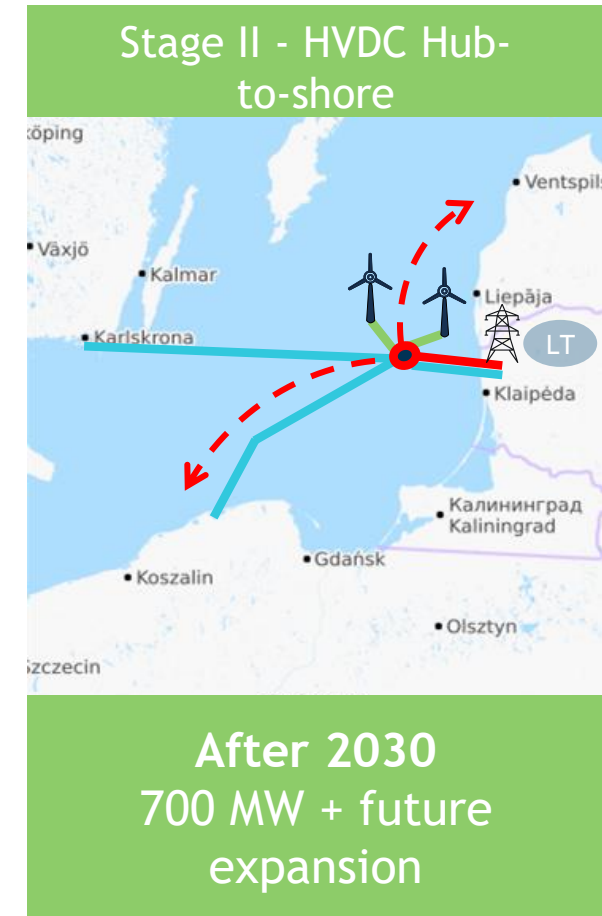 Stage II - HVDC Hub-
to-shore
köping
Ventspils
Växjö
Kalmar
Liepāja
Karlskrona
LT
Klaipėda
Калининград
Kaliningrad
Gdańsk
Koszalin
Olsztyn
Szczecin
After 2030
700 MW + future
expansion